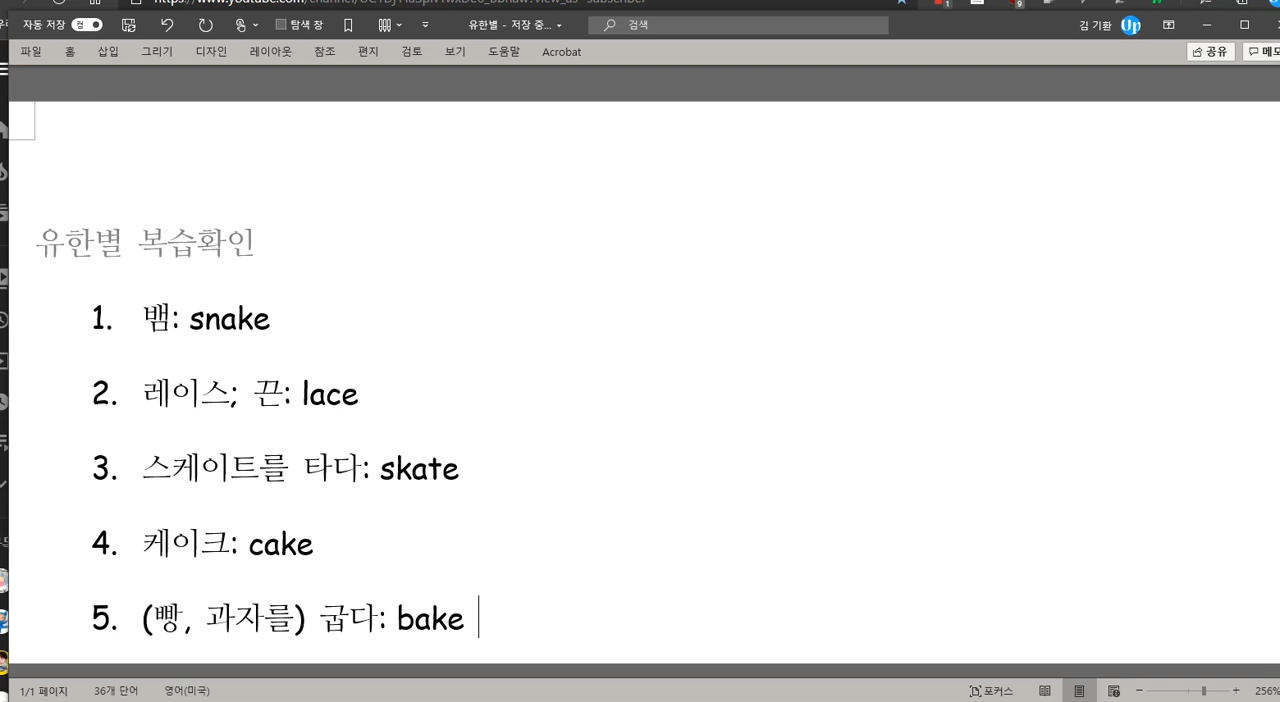 자동 저장 컴 탐색 창 유한별 - 저장 중... 검색 김 기환 Up
파일 홈 삽입 그리기 디자인 레이아웃 참조 편지 검토 보기 도움말 Acrobat 공유 메모
유한별 복습확인
1. 뱀: snake
2. 레이스; 끈: lace
3. 스케이트를 타다: skate
4. 케이크: cake
5. (빵, 과자를) 굽다: bake
1/1 페이지 36개 단어 영어(미국) 포커스 256%